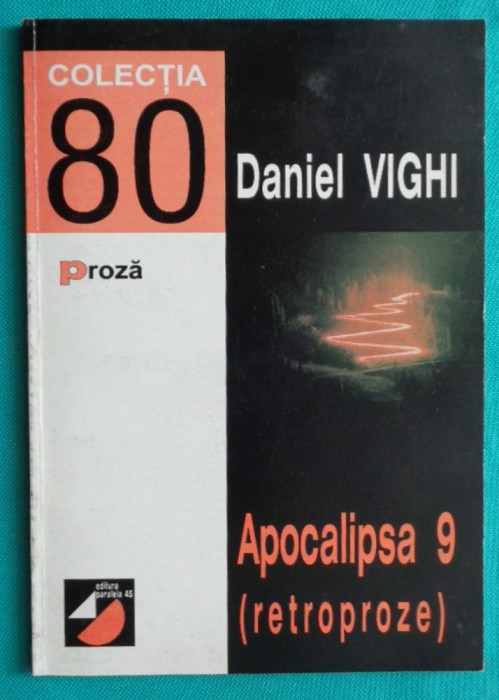 COLECȚIA
80
proză
Daniel VIGHI
Apocalipsa 9
(retroproze)
editura
paralela 45